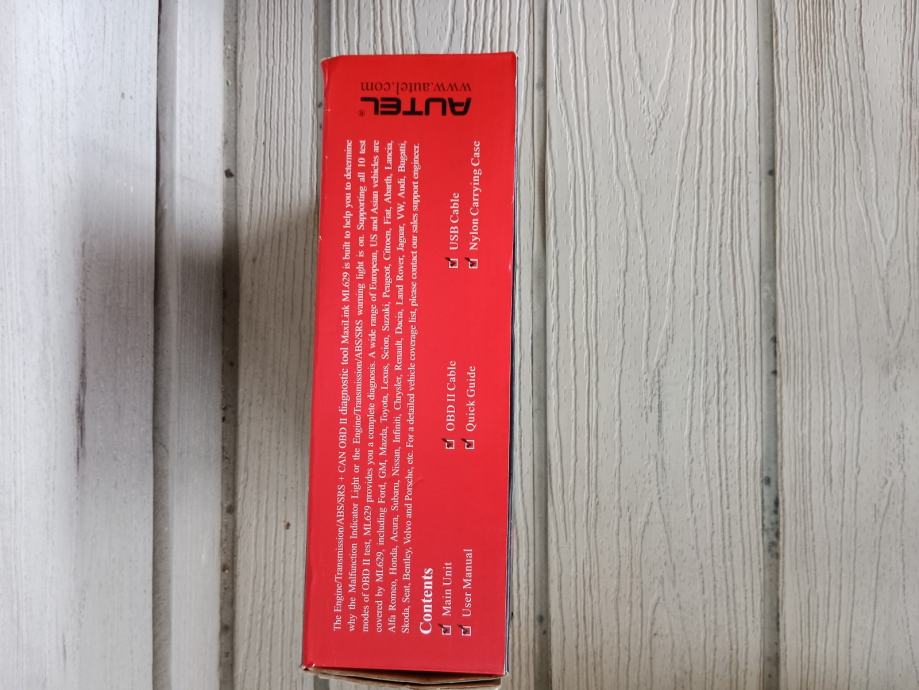 The Engine/Transmission/ABS/SRS + CAN OBD II diagnostic tool MaxiLink ML629 is built to help you to determine
why the Malfunction Indicator Light or the Engine/Transmission/ABS/SRS warning light is on. Supporting all 10 test
modes of OBD II test, ML629 provides you a complete diagnosis. A wide range of European, US and Asian vehicles are
covered by ML629, including Ford, GM, Mazda, Toyota, Lexus, Scion, Suzuki, Peugeot, Citroen, Fiat, Abarth, Lancia,
Alfa Romeo, Honda, Acura, Subaru, Nissan, Infiniti, Chrysler, Renault, Dacia, Land Rover, Jaguar, VW, Audi, Bugatti,
Skoda, Seat, Bentley, Volvo and Porsche, etc. For a detailed vehicle coverage list, please contact our sales support engineer.
Contents
☑ Main Unit ☑ OBD II Cable ☑ USB Cable
☑ User Manual ☑ Quick Guide ☑ Nylon Carrying Case
AUTEL®
www.autel.com